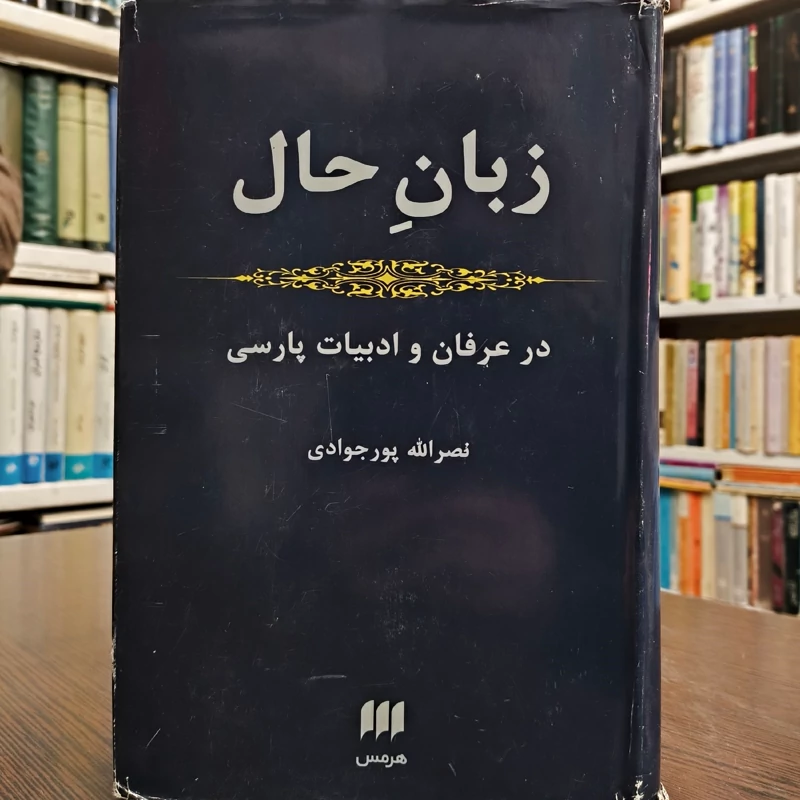 زبانِ حال
در عرفان و ادبیات پارسی
نصرالله پورجوادی
هرمس